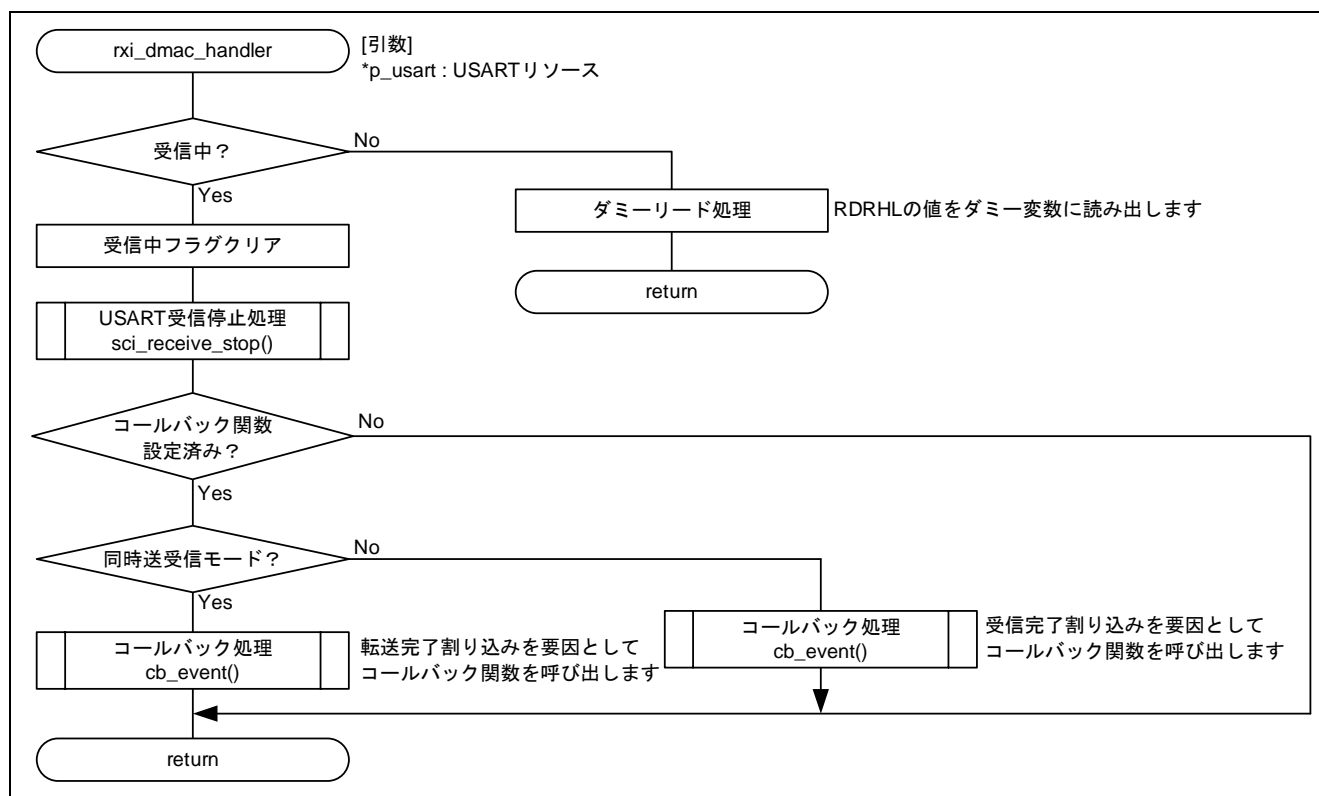 rxi_dmac_handler
[引数]
*p_usart : USARTリソース
受信中？
No
Yes
ダミーリード処理
RDRHLの値をダミー変数に読み出します
受信中フラグクリア
return
USART受信停止処理
sci_receive_stop()
コールバック関数
設定済み？
No
Yes
同時送受信モード？
No
Yes
コールバック処理
cb_event()
転送完了割り込みを要因として
コールバック関数を呼び出します
コールバック処理
cb_event()
受信完了割り込みを要因として
コールバック関数を呼び出します
return